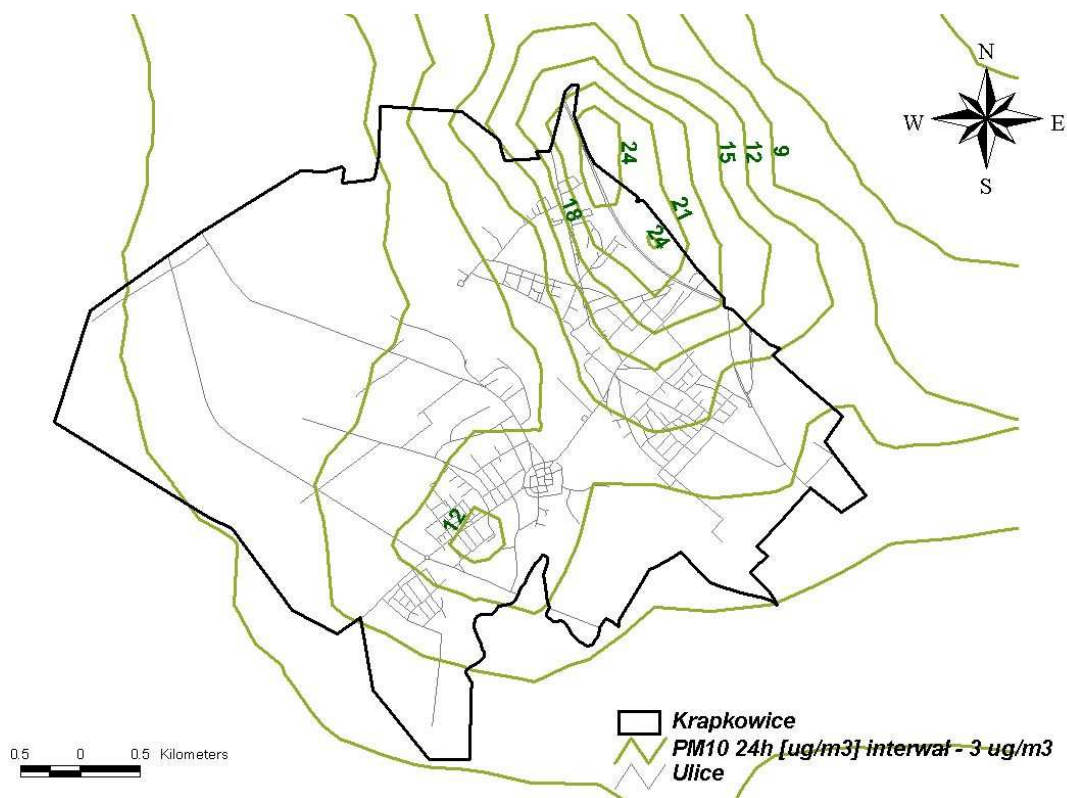 N
W E
S
24 15 12 9
18 21
24
12
Krapkowice
PM10 24h [ug/m3] interwał - 3 ug/m3
Ulice
0.5 0 0.5 Kilometers